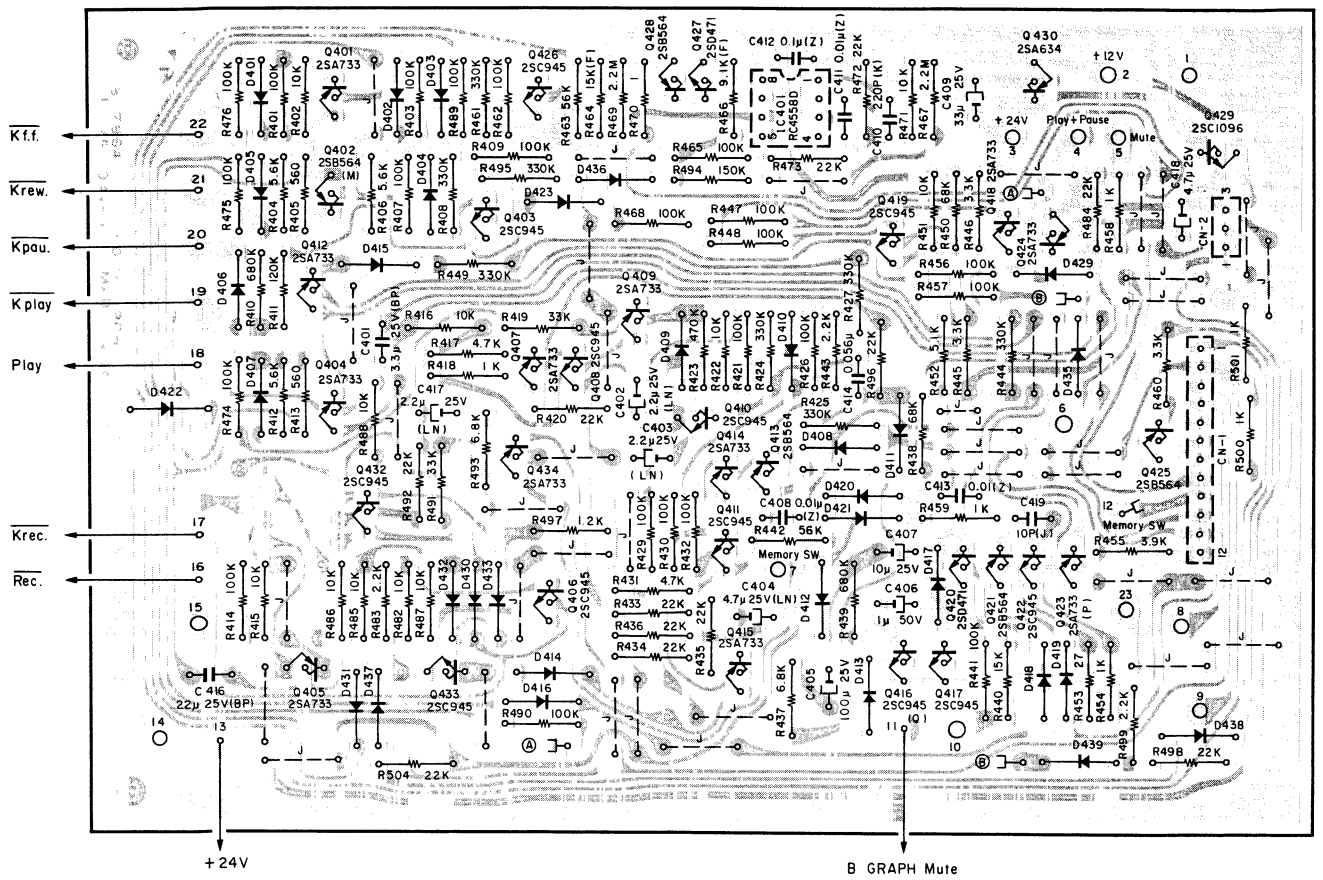 Q401
2SA733
Q426
2SC945
Q428
2SB564
Q427
2SD471
C412 0.1μ(Z)
C411 0.01μ(Z)
R472 22K
C410 220P(K)
Q430
2SA634
+12V
2
1
R476 100K
D401
R401 100K
R402 10K
D402
R403 100K
D403
R489 100K
R461 330K
R462 100K
R463 56K
R464 15K(F)
R469 2.2M
R470 1
R466 9.1K(F)
8
IC401
RC4558D
1
4
R471 10K
R467 2.2M
C409
33μ 25V
+24V
3
Play+Pause
4
Mute
5
Q429
2SC1096
Kf.f.
22
Q402
2SB564
(M)
R409 100K
R495 330K
J
D436
D423
R465 100K
R494 150K
R473 22K
J
C418
4.7μ 25V
Krew.
21
R475 100K
D405
R404 5.6K
R405 560
R406 5.6K
R407 100K
D404
R408 330K
Q403
2SC945
R468 100K
R447 100K
R448 100K
Q419
2SC945
R451 10K
R450 68K
R446 3.3K
Q418 2SA733
A
Q424
2SA733
R484 22K
R458 1K
J
J
3
CN-2
1
Kpau.
20
Q412
2SA733
D415
R449 330K
Q409
2SA733
R456 100K
R457 100K
D429
B
Kplay
19
D406
R410 680K
R411 120K
J
C401
3.3μ 25V(BP)
R416 10K
R419 33K
R427 330K
Play
18
D422
R474 100K
D407
R412 5.6K
R413 560
Q404
2SA733
R417 4.7K
R418 1K
Q407
2SA733
Q408 2SC945
D409
R423 470K
R422 10K
R421 100K
R424 330K
D410
R426 100K
R443 2.2K
C414 0.056μ
R496 22K
R452 5.1K
R445 3.3K
R444 330K
D435
R460 3.3K
R501 5.1K
R488 10K
C417
2.2μ 25V
(LN)
R420 22K
C402
2.2μ 25V
(LN)
Q410
2SC945
R425
330K
D408
D411
R438 68K
6
CN-1
R500 1K
R493 6.8K
C403
2.2μ25V
(LN)
Q414
2SA733
Q413
2SB564
Q425
2SB564
Q432
2SC945
R492 22K
R491 33K
Q434
2SA733
D420
D421
C413
0.01(Z)
R459 1K
C419
10P(J)
12
Memory SW
R455 3.9K
12
Krec.
17
R497 1.2K
R429 100K
R430 100K
R432 100K
Q411
2SC945
C408 0.01μ
(Z)
R442 56K
Memory SW
7
C407
10μ 25V
Rec.
16
15
R414 100K
R415 10K
R486 10K
R485 10K
R483 2.2K
R482 10K
R487 10K
D432
D430
D433
Q406
2SC945
R431 4.7K
R433 22K
R436 22K
R434 22K
C404
4.7μ 25V(LN)
R435 22K
Q415
2SA733
D412
R439 680K
C406
1μ 50V
D417
Q420
2SD471
Q421
2SB564
Q422
2SC945
Q423
2SA733
(P)
23
8
C416
22μ 25V(BP)
Q405
2SA733
D431
D437
Q433
2SC945
D414
D416
R490 100K
A
R437 6.8K
C405
100μ 25V
D413
Q416
2SC945
(Q)
Q417
2SC945
R441 100K
R440 15K
D418
D419
R453 27
R454 1K
R499 2.2K
9
D438
14
13
R504 22K
11
10
B
D439
R498 22K
+24V
B GRAPH Mute